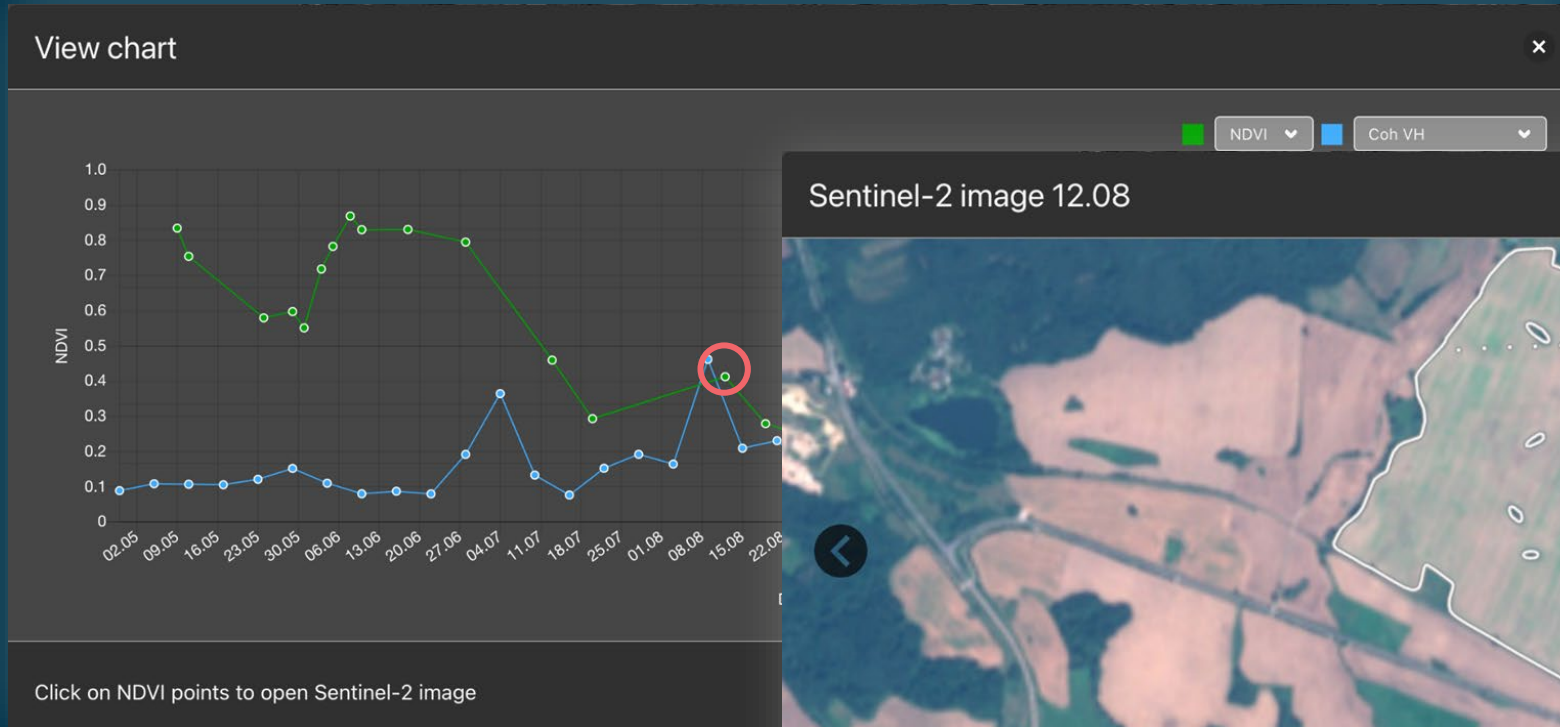 View chart
NDVI
Coh VH
1.0
0.9
0.8
0.7
0.6
0.5
0.4
0.3
0.2
0.1
0
NDVI
02.05 09.05 16.05 23.05 30.05 06.06 13.06 20.06 27.06 04.07 11.07 18.07 25.07 01.08 08.08 15.08 22.08
Sentinel-2 image 12.08
Click on NDVI points to open Sentinel-2 image